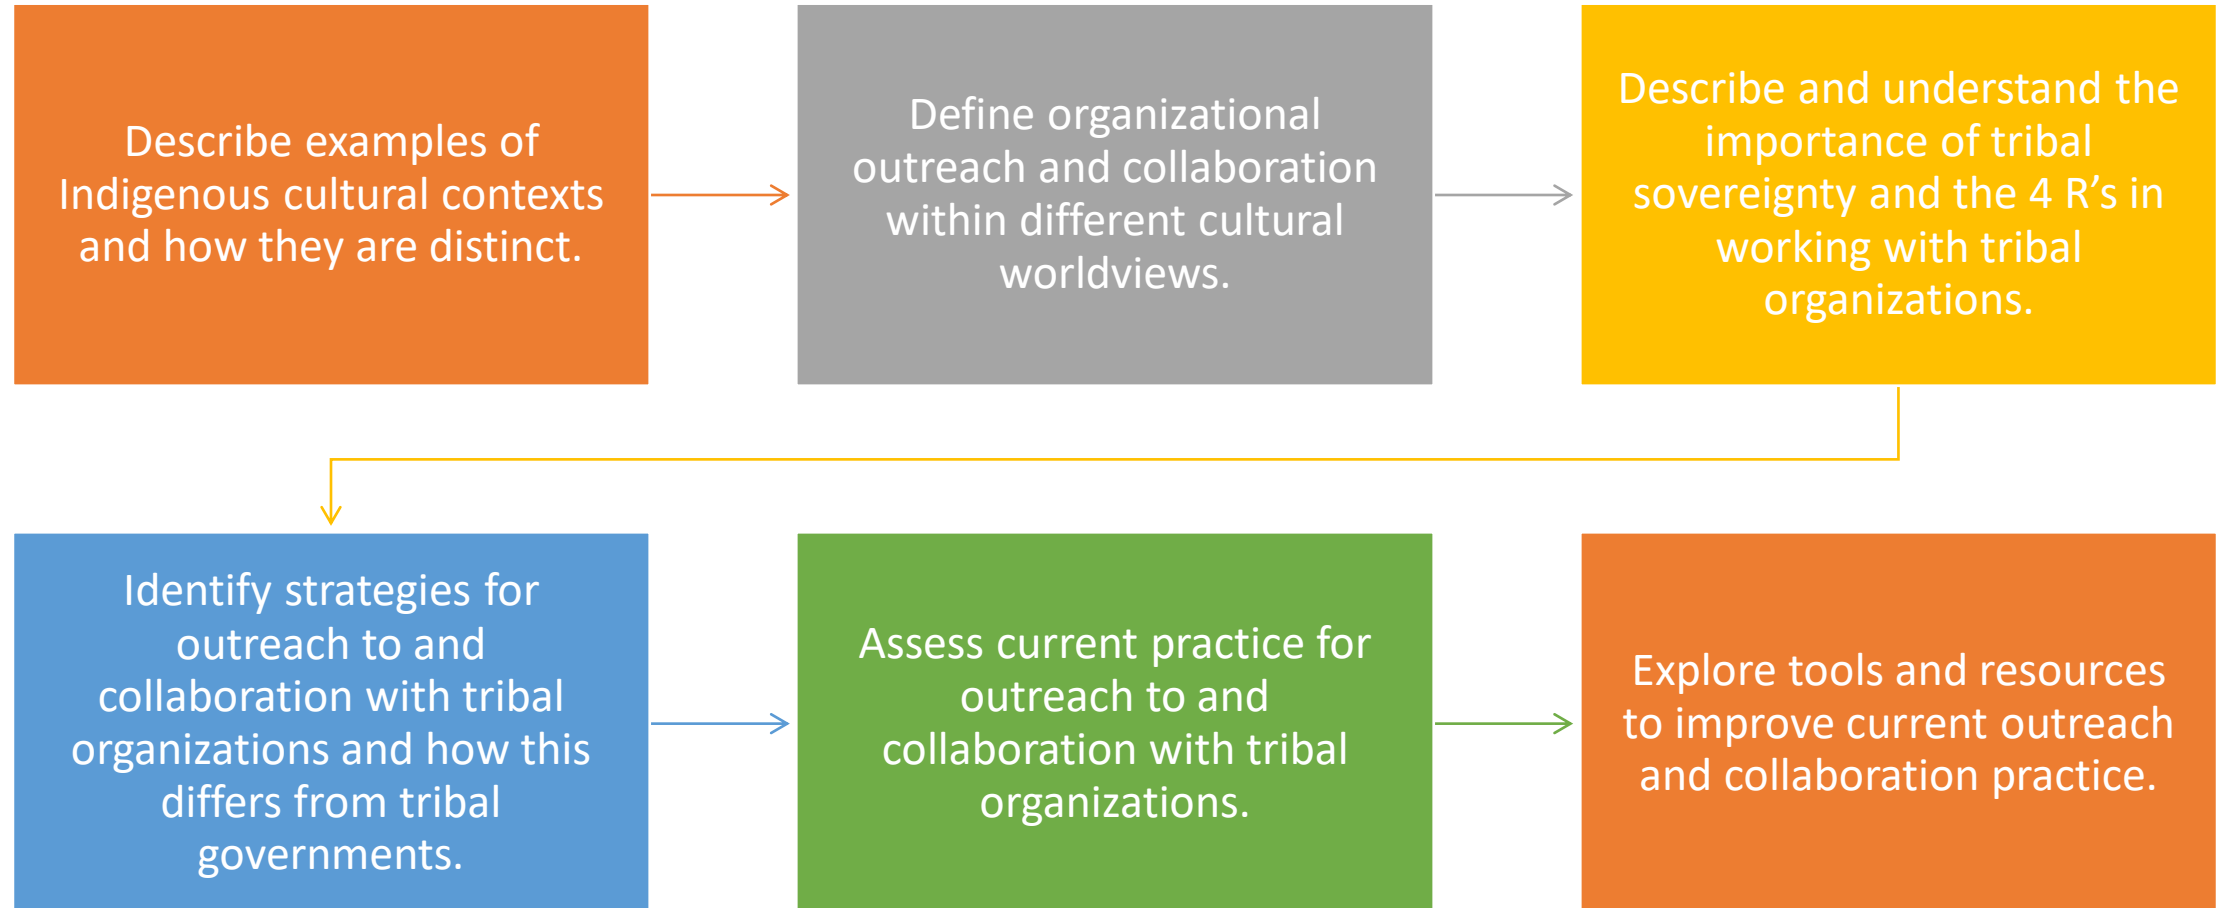 Describe examples of
Indigenous cultural contexts
and how they are distinct.
Define organizational
outreach and collaboration
within different cultural
worldviews.
Describe and understand the
importance of tribal
sovereignty and the 4 R’s in
working with tribal
organizations.
Identify strategies for
outreach to and
collaboration with tribal
organizations and how this
differs from tribal
governments.
Assess current practice for
outreach to and
collaboration with tribal
organizations.
Explore tools and resources
to improve current outreach
and collaboration practice.